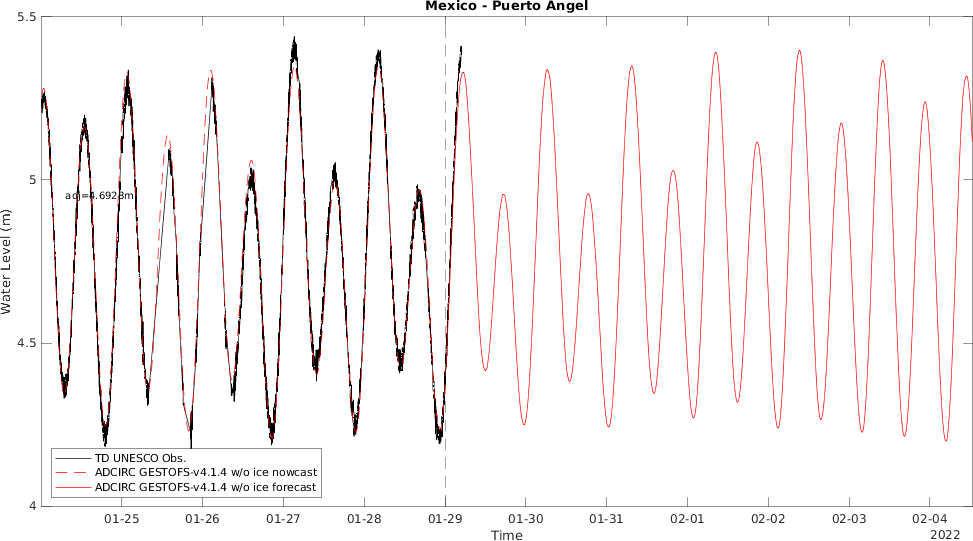 Mexico - Puerto Angel
5.5
5
4.5
4
Water Level (m)
adj=4.6928m
TD UNESCO Obs.
ADCIRC GESTOFS-v4.1.4 w/o ice nowcast
ADCIRC GESTOFS-v4.1.4 w/o ice forecast
01-25 01-26 01-27 01-28 01-29 01-30 01-31 02-01 02-02 02-03 02-04
Time
2022